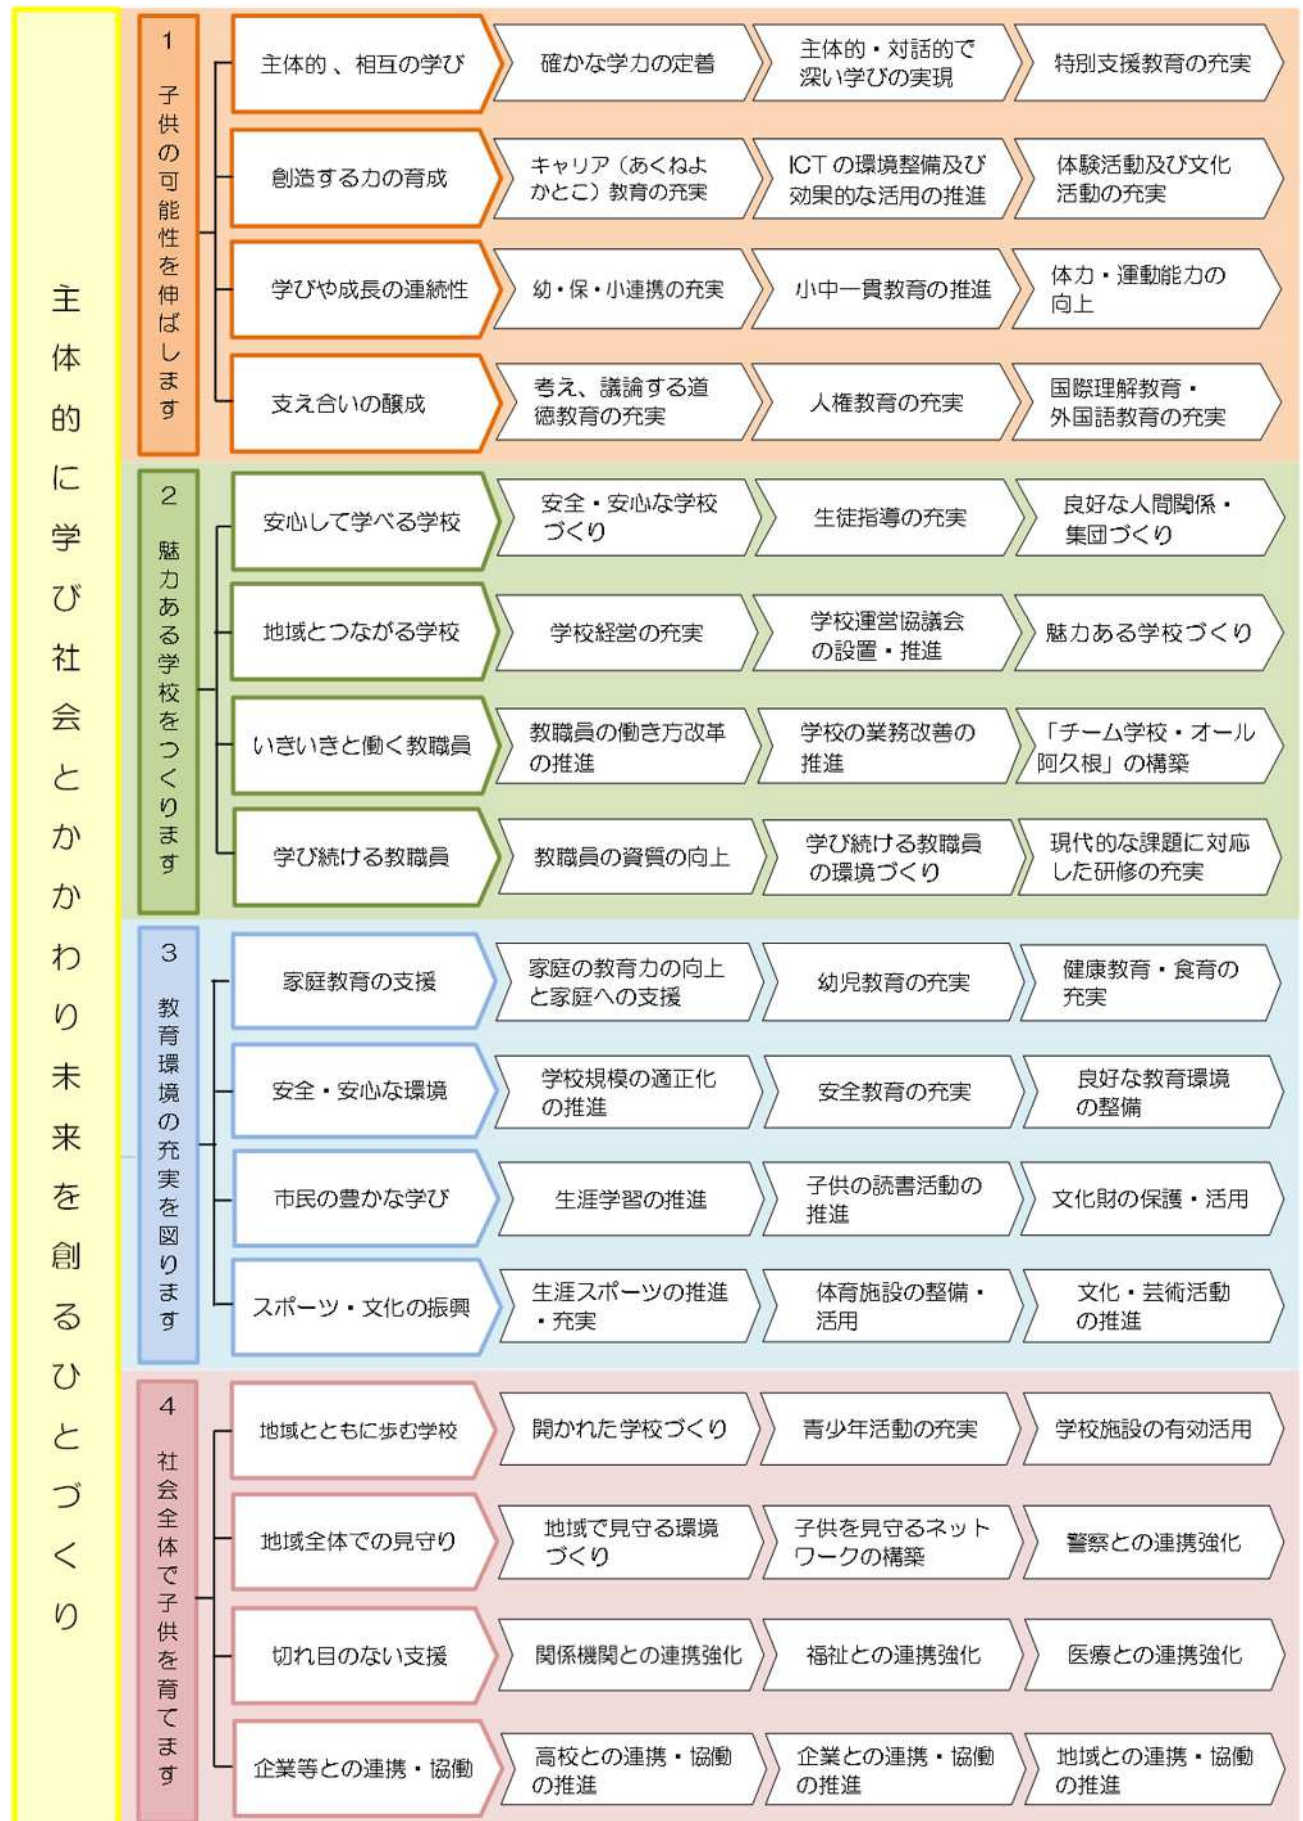 主体的に学び社会とかかわり未来を創るひとづくり
1 子供の可能性を伸ばします
主体的、相互の学び
確かな学力の定着
主体的・対話的で
深い学びの実現
特別支援教育の充実
創造する力の育成
キャリア（あくねよ
かとこ）教育の充実
ICTの環境整備及び
効果的な活用の推進
体験活動及び文化
活動の充実
学びや成長の連続性
幼・保・小連携の充実
小中一貫教育の推進
体力・運動能力の
向上
支え合いの醸成
考え、議論する道
徳教育の充実
人権教育の充実
国際理解教育・
外国語教育の充実
2 魅力ある学校をつくります
安心して学べる学校
安全・安心な学校
づくり
生徒指導の充実
良好な人間関係・
集団づくり
地域とつながる学校
学校経営の充実
学校運営協議会
の設置・推進
魅力ある学校づくり
いきいきと働く教職員
教職員の働き方改革
の推進
学校の業務改善の
推進
「チーム学校・オール
阿久根」の構築
学び続ける教職員
教職員の資質の向上
学び続ける教職員
の環境づくり
現代的な課題に対応
した研修の充実
3 教育環境の充実を図ります
家庭教育の支援
家庭の教育力の向上
と家庭への支援
幼児教育の充実
健康教育・食育の
充実
安全・安心な環境
学校規模の適正化
の推進
安全教育の充実
良好な教育環境
の整備
市民の豊かな学び
生涯学習の推進
子供の読書活動の
推進
文化財の保護・活用
スポーツ・文化の振興
生涯スポーツの推進
・充実
体育施設の整備・
活用
文化・芸術活動
の推進
4 社会全体で子供を育てます
地域とともに歩む学校
開かれた学校づくり
青少年活動の充実
学校施設の有効活用
地域全体での見守り
地域で見守る環境
づくり
子供を見守るネット
ワークの構築
警察との連携強化
切れ目のない支援
関係機関との連携強化
福祉との連携強化
医療との連携強化
企業等との連携・協働
高校との連携・協働
の推進
企業との連携・協働
の推進
地域との連携・協働
の推進